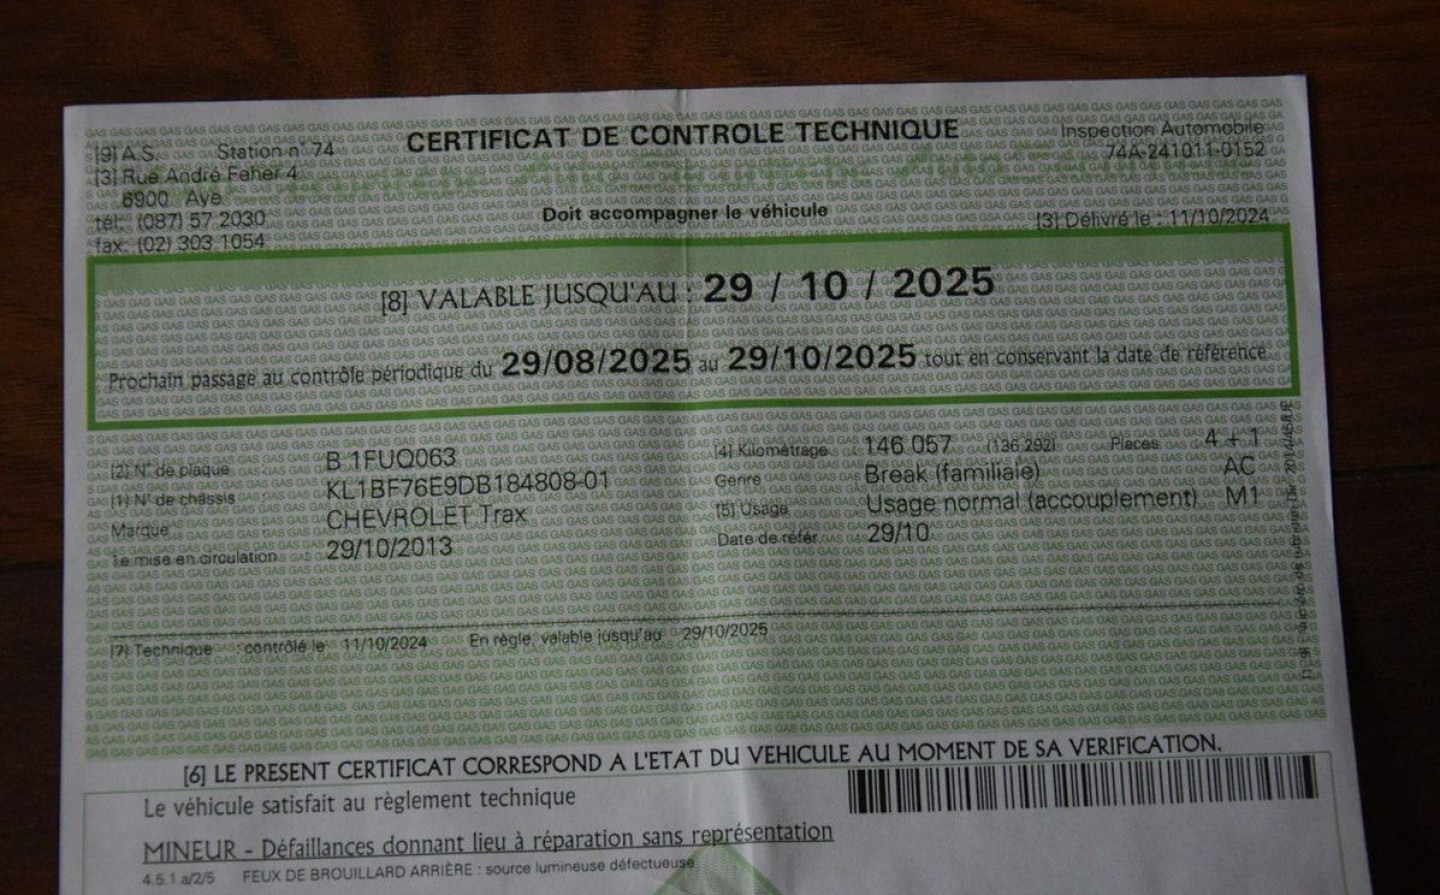 CERTIFICAT DE CONTROLE TECHNIQUE
[9] A.S. Station n° 74
[3] Rue André Feher 4
6900 Aye
tél: (087) 57 2030
fax: (02) 303 1054
Inspection Automobile
74A-241011-0152
Doit accompagner le véhicule
[3] Délivré le : 11/10/2024
[8] VALABLE JUSQU'AU : 29 / 10 / 2025
Prochain passage au contrôle périodique du 29/08/2025 au 29/10/2025 tout en conservant la date de référence
[2] N° de plaque : B 1FUQ063
[1] N° de châssis : KL1BF76E9DB184808-01
Marque : CHEVROLET Trax
1e mise en circulation : 29/10/2013
[4] Kilométrage : 146 057 (136 292) Places : 4 + 1
Genre : Break (familiale) AC
[5] Usage : Usage normal (accouplement) M1
Date de référ. : 29/10
[7] Technique : contrôlé le 11/10/2024 En règle, valable jusqu'au 29/10/2025
[6] LE PRESENT CERTIFICAT CORRESPOND A L'ETAT DU VEHICULE AU MOMENT DE SA VERIFICATION.
Le véhicule satisfait au règlement technique
MINEUR - Défaillances donnant lieu à réparation sans représentation
4.5.1.a/2/5 FEUX DE BROUILLARD ARRIÈRE : source lumineuse défectueuse